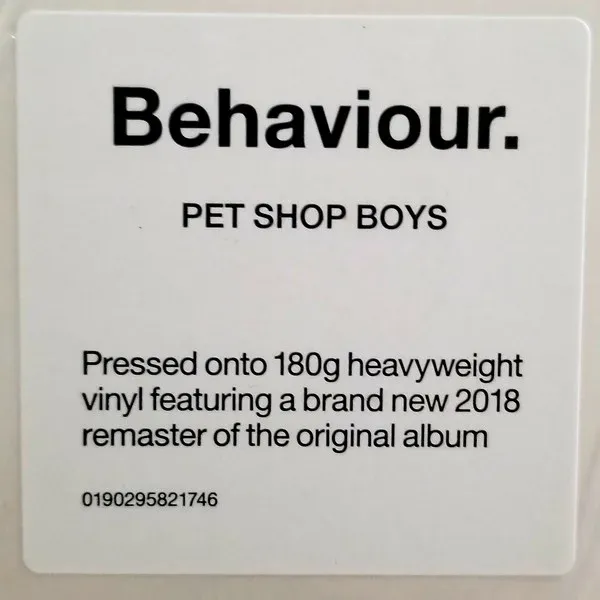 Behaviour.
PET SHOP BOYS
Pressed onto 180g heavyweight
vinyl featuring a brand new 2018
remaster of the original album
0190295821746